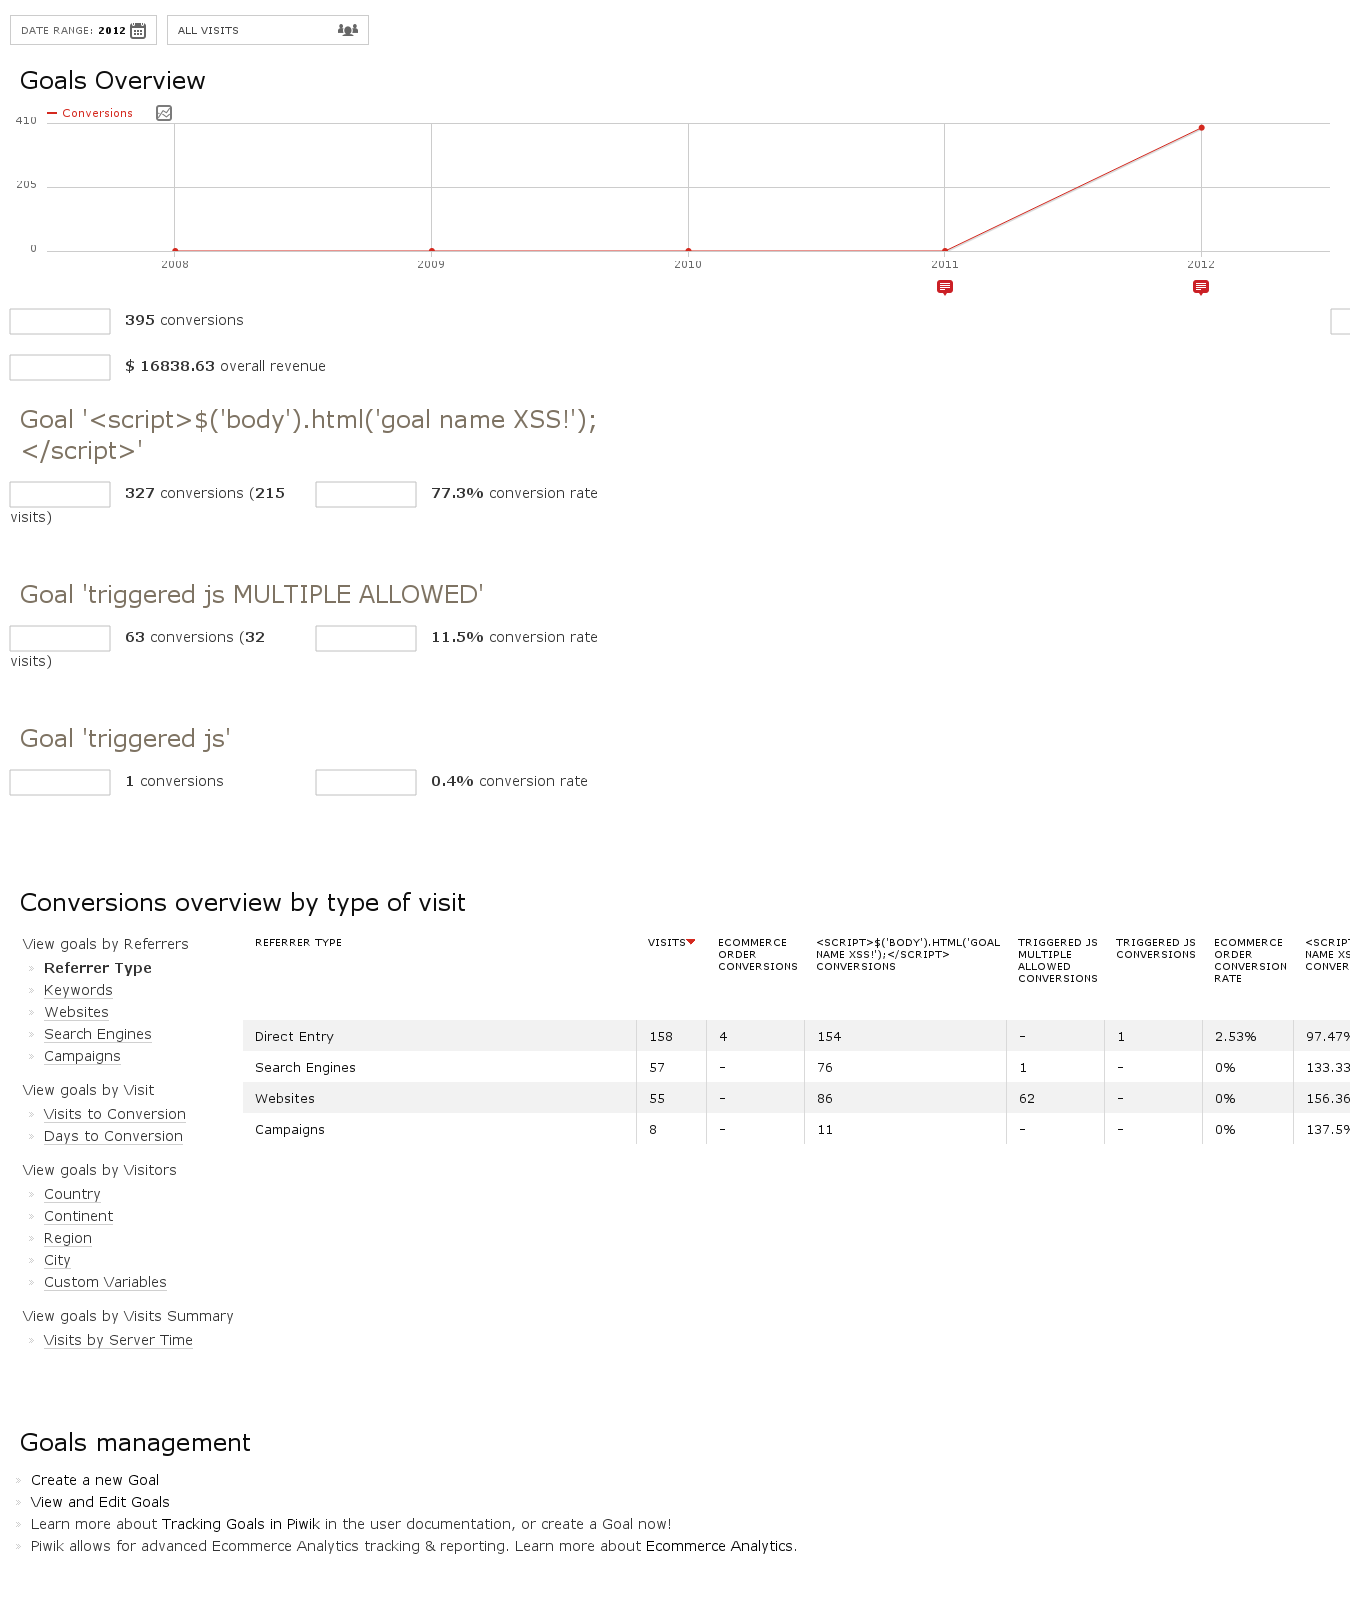 DATE RANGE: 2012
ALL VISITS
Goals Overview
Conversions
410
205
0
2008 2009 2010 2011 2012
395 conversions
$ 16838.63 overall revenue
Goal '<script>$('body').html('goal name XSS!');
</script>'
327 conversions (215 77.3% conversion rate
visits)
Goal 'triggered js MULTIPLE ALLOWED'
63 conversions (32 11.5% conversion rate
visits)
Goal 'triggered js'
1 conversions 0.4% conversion rate
Conversions overview by type of visit
View goals by Referrers
» Referrer Type
» Keywords
» Websites
» Search Engines
» Campaigns
View goals by Visit
» Visits to Conversion
» Days to Conversion
View goals by Visitors
» Country
» Continent
» Region
» City
» Custom Variables
View goals by Visits Summary
» Visits by Server Time
REFERRER TYPE
VISITS
ECOMMERCE
ORDER
CONVERSIONS
<SCRIPT>$('BODY').HTML('GOAL
NAME XSS!');</SCRIPT>
CONVERSIONS
TRIGGERED JS
MULTIPLE
ALLOWED
CONVERSIONS
TRIGGERED JS
CONVERSIONS
ECOMMERCE
ORDER
CONVERSION
RATE
<SCRIPT
NAME XS
CONVER
Direct Entry 158 4 154 - 1 2.53% 97.47%
Search Engines 57 - 76 1 - 0% 133.33
Websites 55 - 86 62 - 0% 156.36
Campaigns 8 - 11 - - 0% 137.5%
Goals management
» Create a new Goal
» View and Edit Goals
» Learn more about Tracking Goals in Piwik in the user documentation, or create a Goal now!
» Piwik allows for advanced Ecommerce Analytics tracking & reporting. Learn more about Ecommerce Analytics.